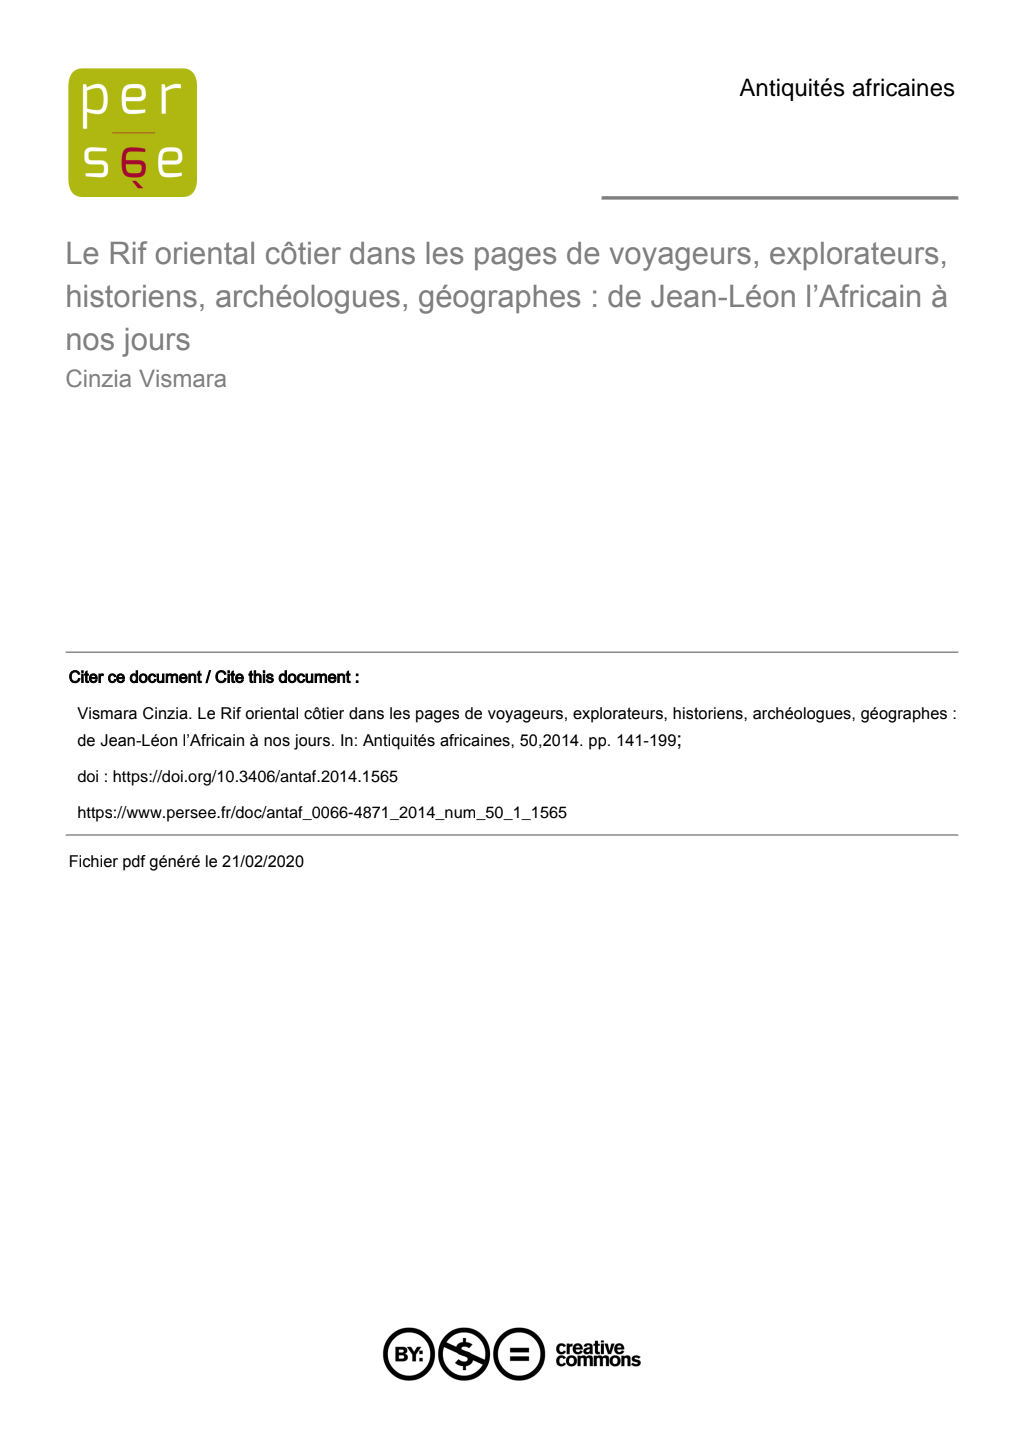 per
sée
Antiquités africaines
Le Rif oriental côtier dans les pages de voyageurs, explorateurs,
historiens, archéologues, géographes : de Jean-Léon l’Africain à
nos jours
Cinzia Vismara
Citer ce document / Cite this document :
Vismara Cinzia. Le Rif oriental côtier dans les pages de voyageurs, explorateurs, historiens, archéologues, géographes :
de Jean-Léon l’Africain à nos jours. In: Antiquités africaines, 50,2014. pp. 141-199;
doi : https://doi.org/10.3406/antaf.2014.1565
https://www.persee.fr/doc/antaf_0066-4871_2014_num_50_1_1565
Fichier pdf généré le 21/02/2020
BY: $ =
creative
commons